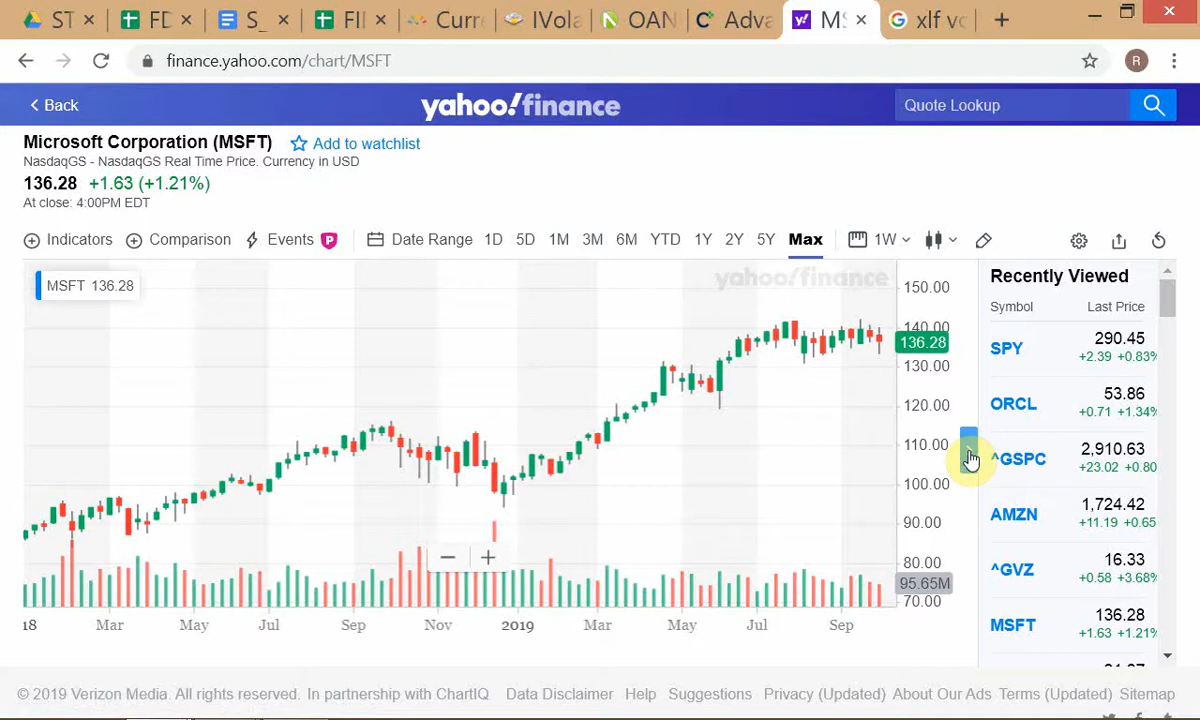 ST FD S_ FII Curre IVola OAN Adva MS xlf vo
finance.yahoo.com/chart/MSFT R
Back yahoo!finance Quote Lookup
Microsoft Corporation (MSFT) Add to watchlist
NasdaqGS - NasdaqGS Real Time Price. Currency in USD
136.28 +1.63 (+1.21%)
At close: 4:00PM EDT
Indicators Comparison Events P Date Range 1D 5D 1M 3M 6M YTD 1Y 2Y 5Y Max 1W
MSFT 136.28
yahoo!finance
150.00
140.00
136.28
130.00
120.00
110.00
100.00
90.00
80.00
95.65M
70.00
18 Mar May Jul Sep Nov 2019 Mar May Jul Sep
Recently Viewed
Symbol Last Price
SPY 290.45
+2.39 +0.83%
ORCL 53.86
+0.71 +1.34%
^GSPC 2,910.63
+23.02 +0.80
AMZN 1,724.42
+11.19 +0.65
^GVZ 16.33
+0.58 +3.68%
MSFT 136.28
+1.63 +1.21%
© 2019 Verizon Media. All rights reserved. In partnership with ChartIQ Data Disclaimer Help Suggestions Privacy (Updated) About Our Ads Terms (Updated) Sitemap